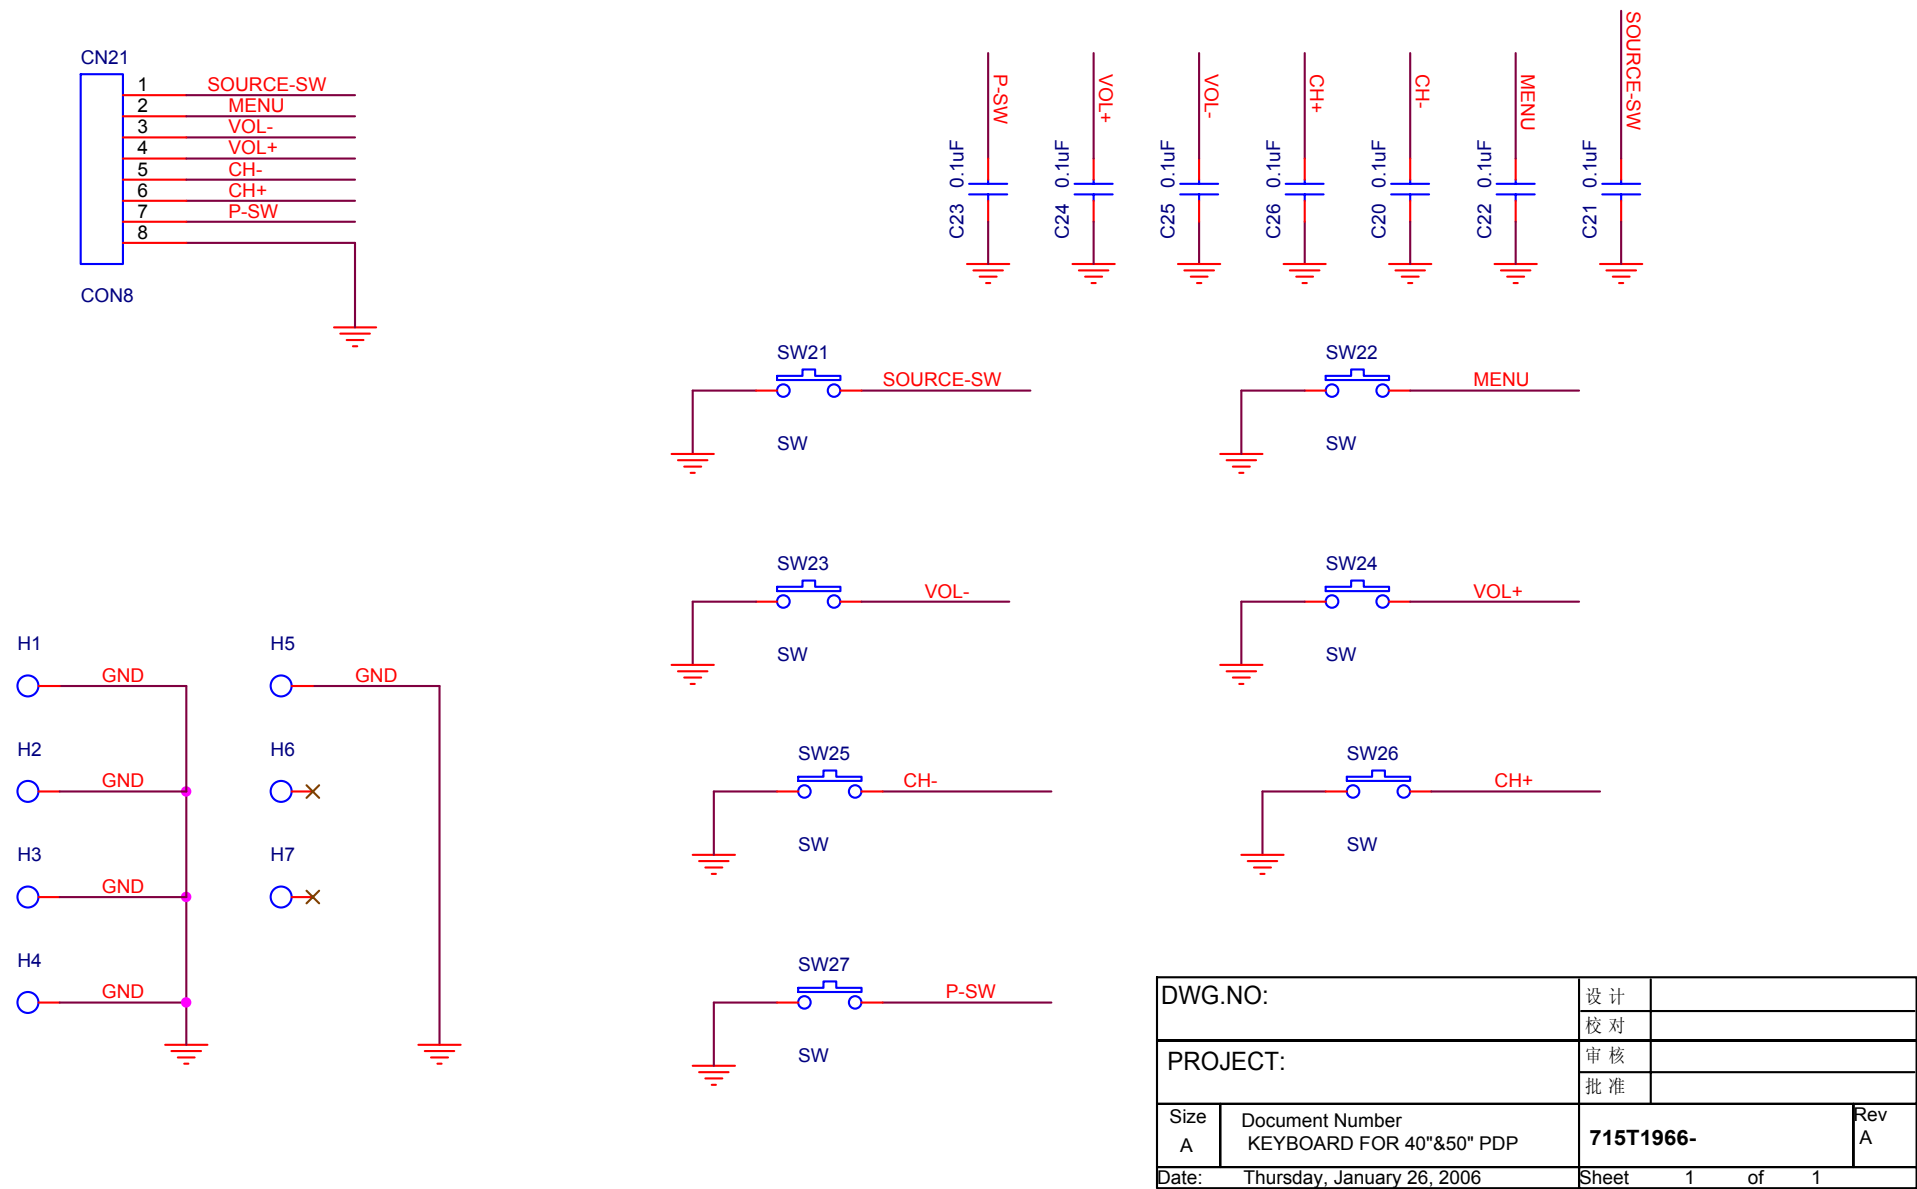 CN21
1 SOURCE-SW
2 MENU
3 VOL-
4 VOL+
5 CH-
6 CH+
7 P-SW
8
CON8
P-SW
VOL+
VOL-
CH+
CH-
MENU
SOURCE-SW
C23 0.1uF
C24 0.1uF
C25 0.1uF
C26 0.1uF
C20 0.1uF
C22 0.1uF
C21 0.1uF
SW21
SOURCE-SW
SW
SW22
MENU
SW
SW23
VOL-
SW
SW24
VOL+
SW
H1
GND
H5
GND
H2
GND
H6
H3
GND
H7
H4
GND
SW25
CH-
SW
SW26
CH+
SW
SW27
P-SW
SW
DWG.NO:
设计
校对
PROJECT:
审核
批准
Size
A
Document Number
KEYBOARD FOR 40"&50" PDP
715T1966-
Rev
A
Date: Thursday, January 26, 2006
Sheet 1 of 1